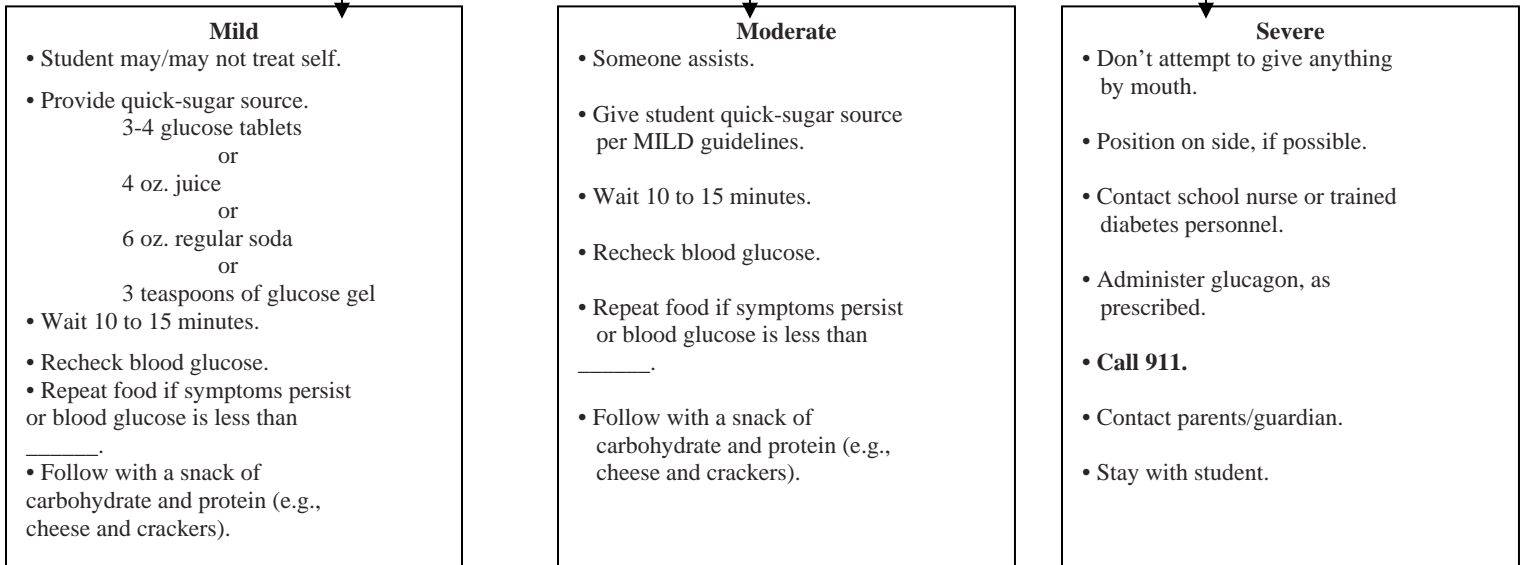 Mild
• Student may/may not treat self.
• Provide quick-sugar source.
3-4 glucose tablets
or
4 oz. juice
or
6 oz. regular soda
or
3 teaspoons of glucose gel
• Wait 10 to 15 minutes.
• Recheck blood glucose.
• Repeat food if symptoms persist
or blood glucose is less than
______.
• Follow with a snack of
carbohydrate and protein (e.g.,
cheese and crackers).
Moderate
• Someone assists.
• Give student quick-sugar source
per MILD guidelines.
• Wait 10 to 15 minutes.
• Recheck blood glucose.
• Repeat food if symptoms persist
or blood glucose is less than
______.
• Follow with a snack of
carbohydrate and protein (e.g.,
cheese and crackers).
Severe
• Don’t attempt to give anything
by mouth.
• Position on side, if possible.
• Contact school nurse or trained
diabetes personnel.
• Administer glucagon, as
prescribed.
• Call 911.
• Contact parents/guardian.
• Stay with student.